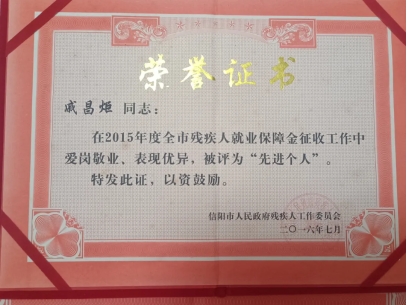 荣誉证书
戚昌炬 同志：
在2015年度全市残疾人就业保障金征收工作中
爱岗敬业、表现优异，被评为“先进个人”。
特发此证，以资鼓励。
信阳市人民政府残疾人工作委员会
二〇一六年七月